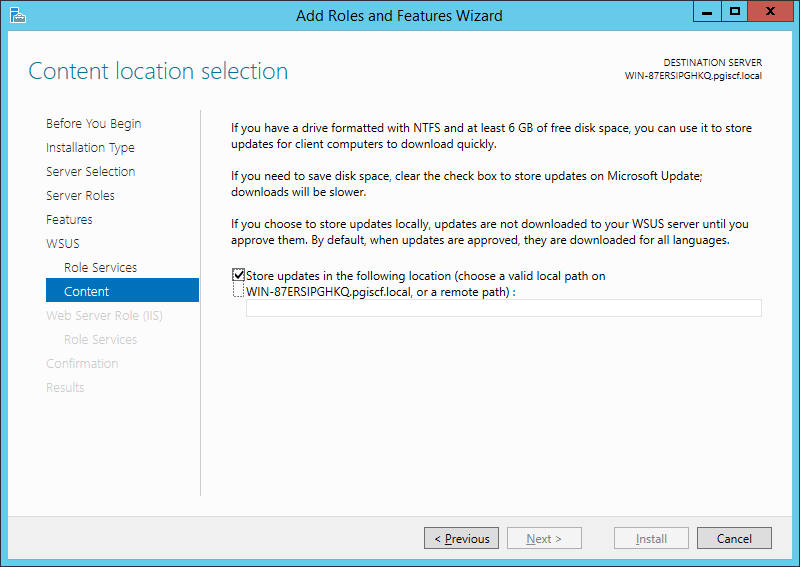 Add Roles and Features Wizard
x
Content location selection
DESTINATION SERVER
WIN-87ERSIPGHKQ.pgiscf.local
Before You Begin
Installation Type
Server Selection
Server Roles
Features
WSUS
Role Services
Content
Web Server Role (IIS)
Role Services
Confirmation
Results
If you have a drive formatted with NTFS and at least 6 GB of free disk space, you can use it to store
updates for client computers to download quickly.
If you need to save disk space, clear the check box to store updates on Microsoft Update;
downloads will be slower.
If you choose to store updates locally, updates are not downloaded to your WSUS server until you
approve them. By default, when updates are approved, they are downloaded for all languages.
Store updates in the following location (choose a valid local path on
WIN-87ERSIPGHKQ.pgiscf.local, or a remote path) :
< Previous
Next >
Install
Cancel